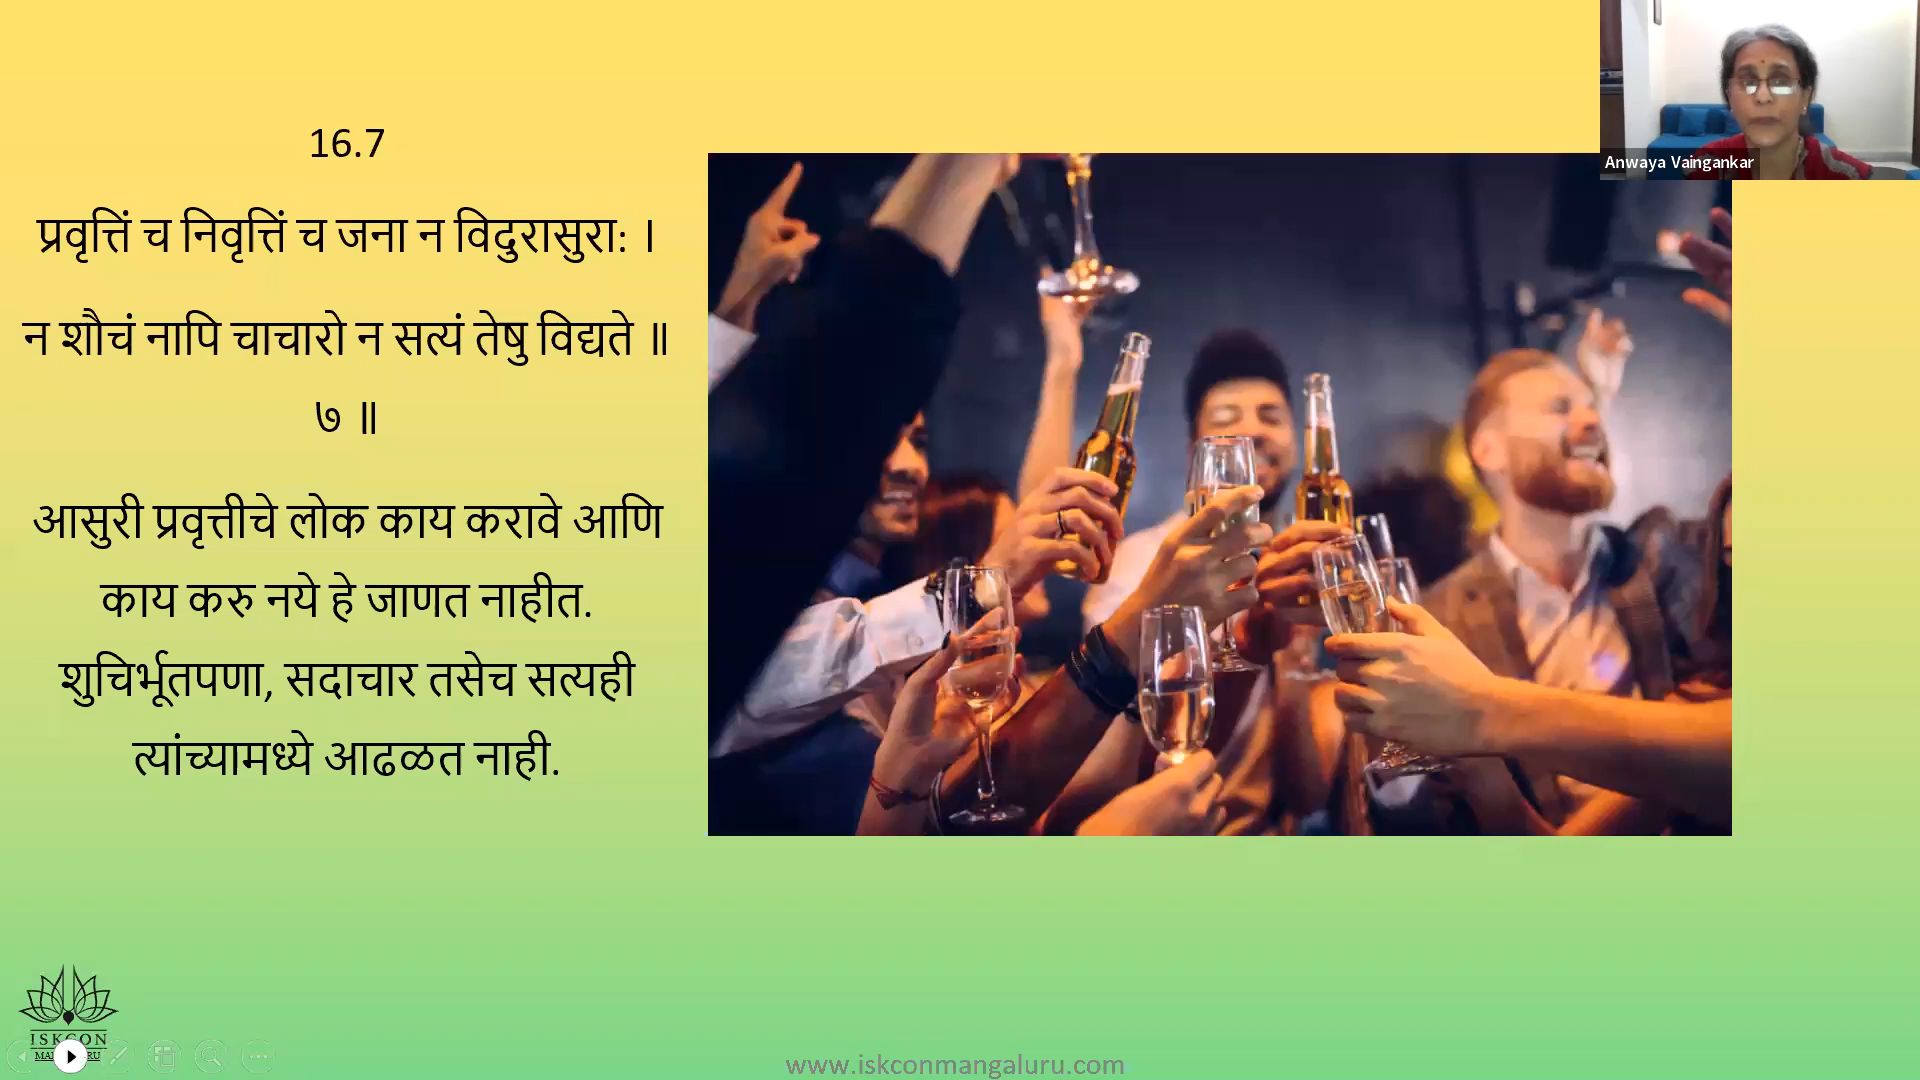 16.7
प्रवृत्तिं च निवृत्तिं च जना न विदुरासुराः ।
न शौचं नापि चाचारो न सत्यं तेषु विद्यते ॥
७ ॥
आसुरी प्रवृत्तीचे लोक काय करावे आणि
काय करु नये हे जाणत नाहीत.
शुचिर्भूतपणा, सदाचार तसेच सत्यही
त्यांच्यामध्ये आढळत नाही.
Anwaya Vaingankar
ISKCON
www.iskconmangaluru.com